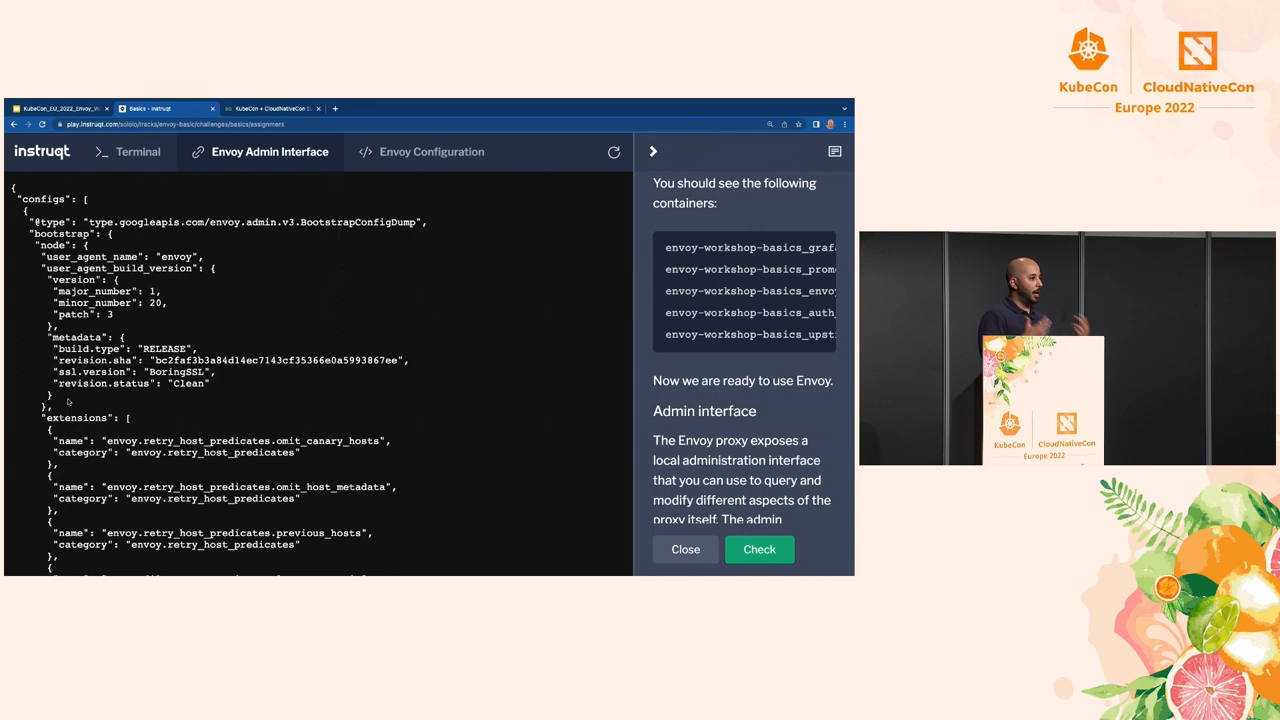 KubeCon
CloudNativeCon
Europe 2022
Basics - Instruqt
play.instruqt.com/soloio/tracks/envoy-basic/challenges/basics/assignment
instruqt
>_ Terminal
Envoy Admin Interface
</> Envoy Configuration
{
"configs": [
{
"@type": "type.googleapis.com/envoy.admin.v3.BootstrapConfigDump",
"bootstrap": {
"node": {
"user_agent_name": "envoy",
"user_agent_build_version": {
"version": {
"major_number": 1,
"minor_number": 20,
"patch": 3
},
"metadata": {
"build.type": "RELEASE",
"revision.sha": "bc2faf3b3a84d14ec7143cf35366e0a5993867ee",
"ssl.version": "BoringSSL",
"revision.status": "Clean"
}
},
"extensions": [
{
"name": "envoy.retry_host_predicates.omit_canary_hosts",
"category": "envoy.retry_host_predicates"
},
{
"name": "envoy.retry_host_predicates.omit_host_metadata",
"category": "envoy.retry_host_predicates"
},
{
"name": "envoy.retry_host_predicates.previous_hosts",
"category": "envoy.retry_host_predicates"
},
{
You should see the following
containers:
envoy-workshop-basics_graf
envoy-workshop-basics_prom
envoy-workshop-basics_envo
envoy-workshop-basics_auth
envoy-workshop-basics_upst
Now we are ready to use Envoy.
Admin interface
The Envoy proxy exposes a
local administration interface
that you can use to query and
modify different aspects of the
proxy itself. The admin
Close
Check
KubeCon
CloudNativeCon
Europe 2022